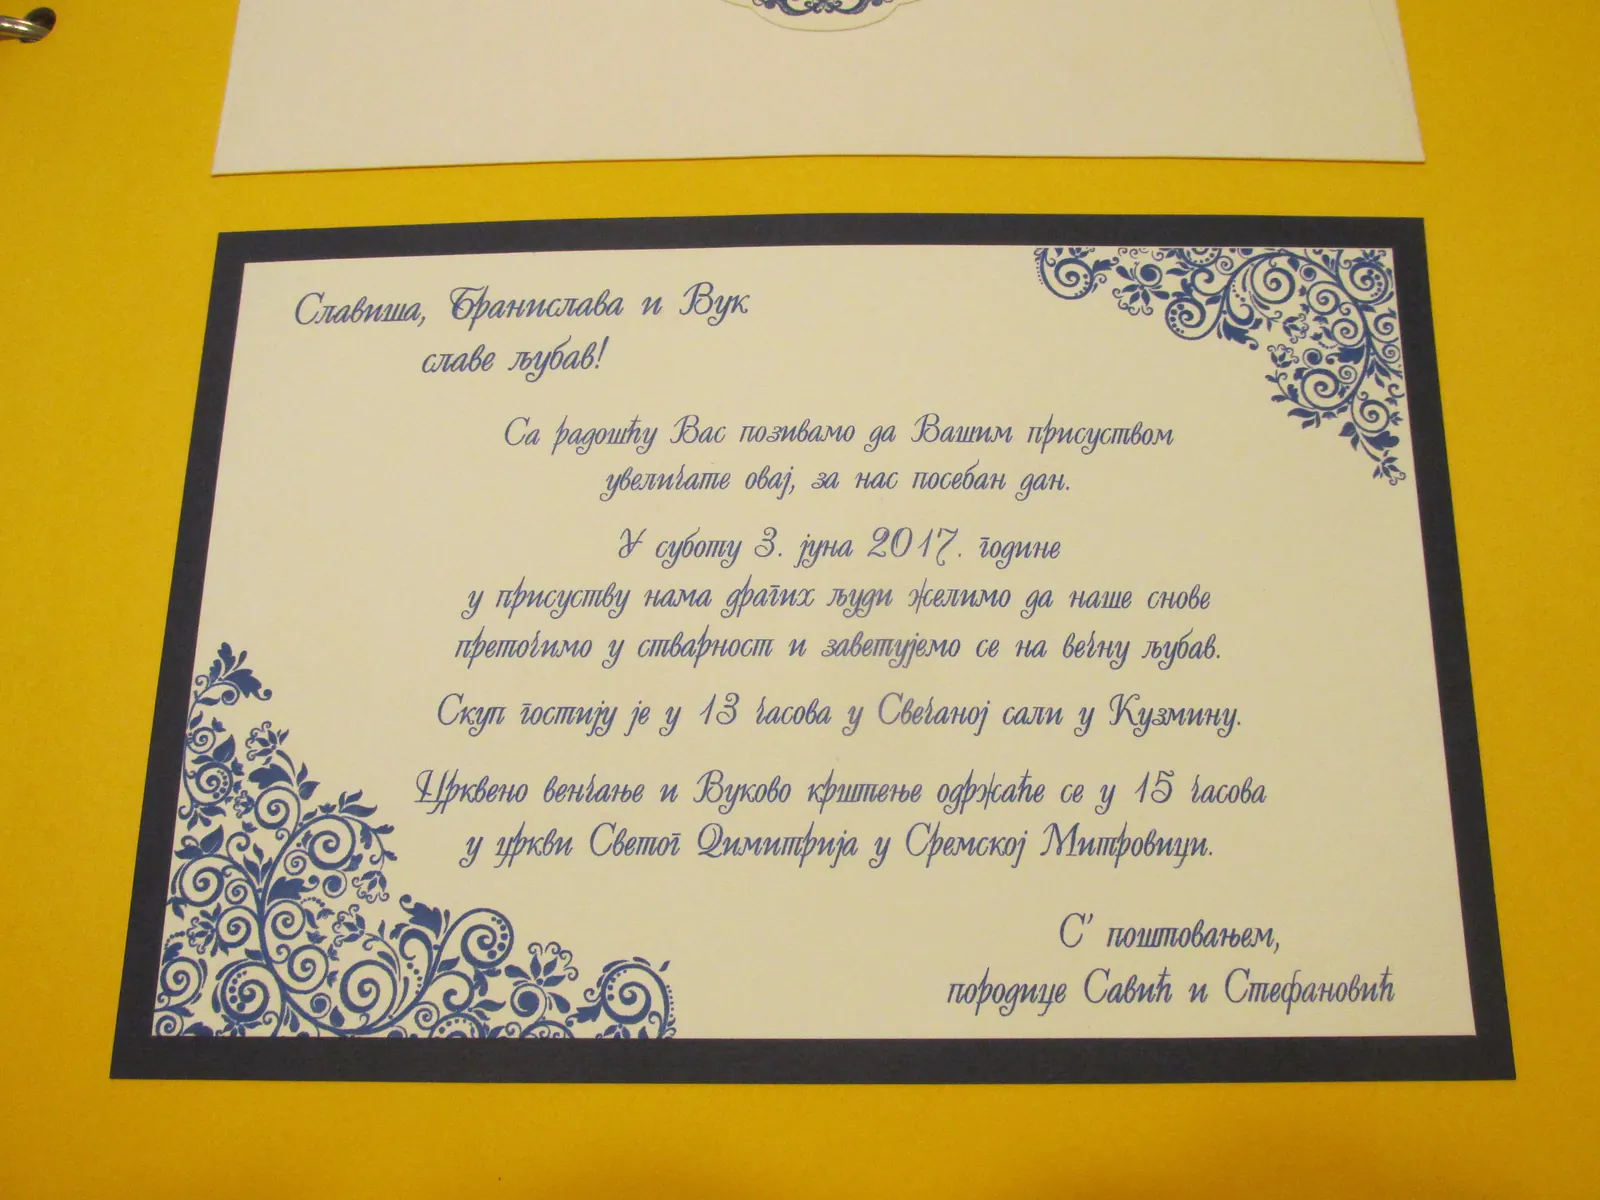 Славиша, Бранислава и Вук
славе љубав!
Са радошћу Вас позивамо да Вашим присуством
увеличате овај, за нас посебан дан.
У суботу 3. јуна 2017. године
у присуству нама драгих људи желимо да наше снове
преточимо у стварност и заветујемо се на вечну љубав.
Скуп гостију је у 13 часова у Свечаној сали у Кузмину.
Црквено венчање и Вуково крштење одржаће се у 15 часова
у цркви Светог Димитрија у Сремској Митровици.
С' поштовањем,
породице Савић и Стефановић